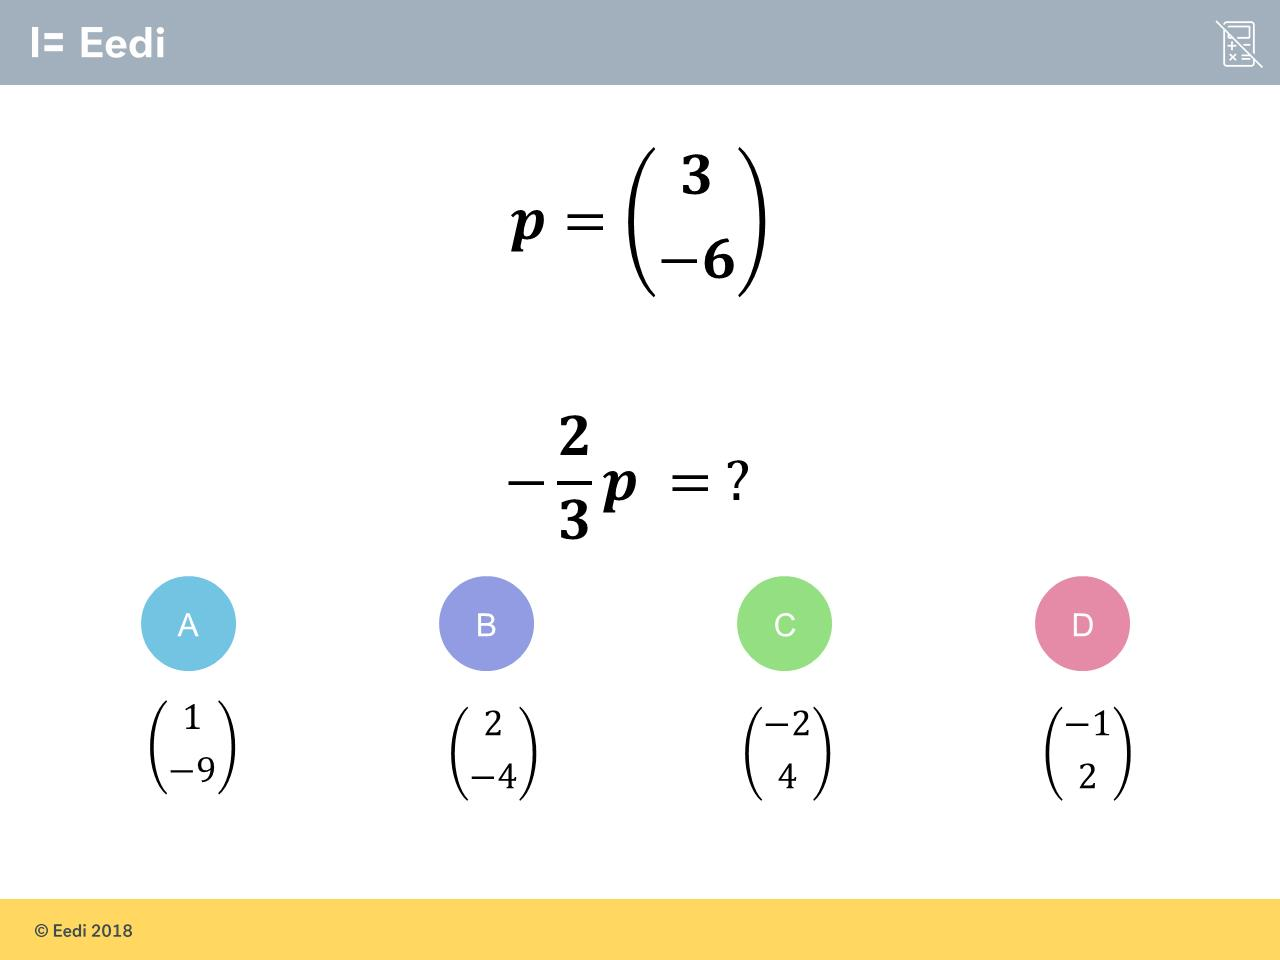 Eedi
p = (3
−6)
−2/3 p = ?
A B C D
(1
−9) (2
−4) (−2
4) (−1
2)
© Eedi 2018